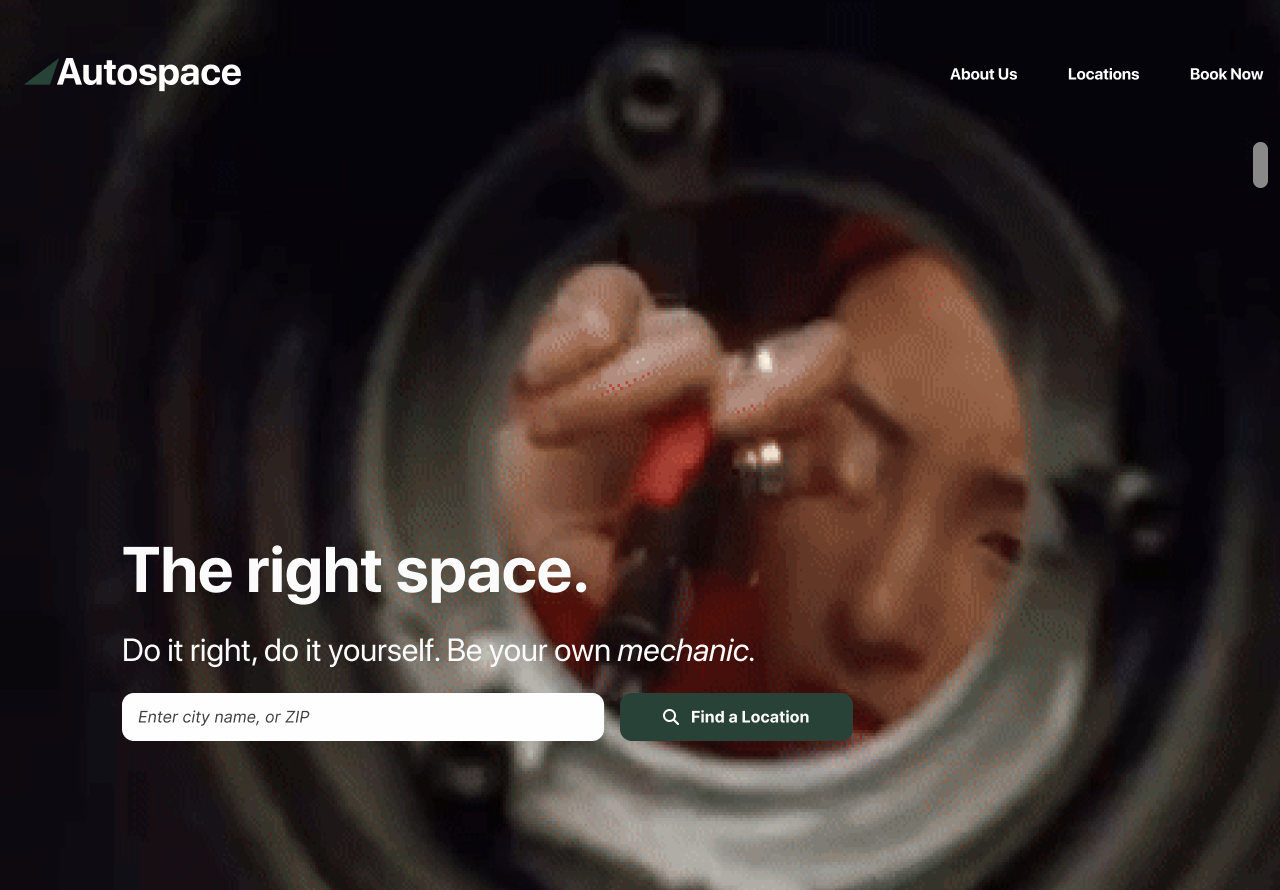 Autospace
About Us
Locations
Book Now
The right space.
Do it right, do it yourself. Be your own mechanic.
Enter city name, or ZIP
Find a Location